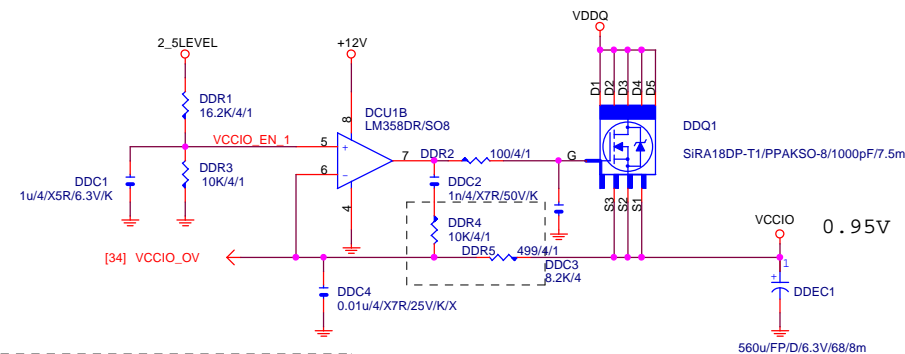 VDDQ
2_5LEVEL
+12V
D1
D2
D3
D4
D5
DDR1
16.2K/4/1
8
DCU1B
LM358DR/SO8
DDQ1
VCCIO_EN_1
5
+
7
DDR2
100/4/1
G
SiRA18DP-T1/PPAKSO-8/1000pF/7.5m
6
-
DDC1
1u/4/X5R/6.3V/K
DDR3
10K/4/1
4
DDC2
1n/4/X7R/50V/K
S3
S2
S1
DDR4
10K/4/1
VCCIO
0.95V
[34] VCCIO_OV
DDR5
499/4/1
DDC3
8.2K/4
1
+
DDEC1
DDC4
0.01u/4/X7R/25V/K/X
560u/FP/D/6.3V/68/8m